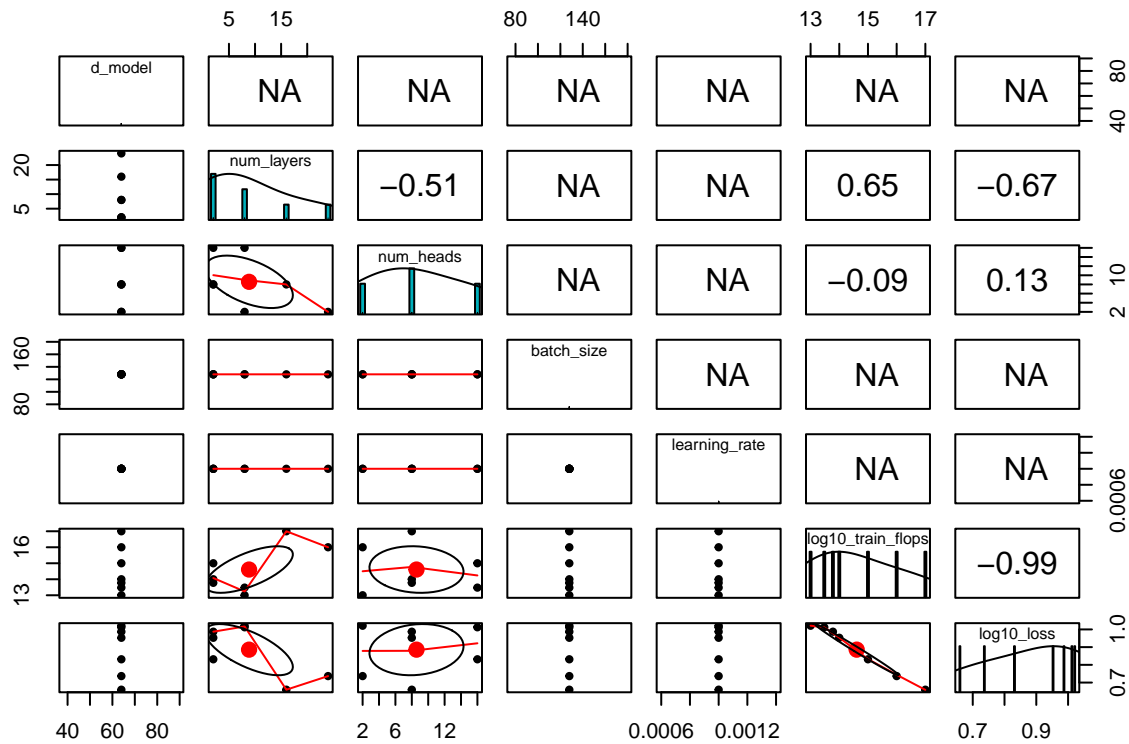 5 15
80 140
13 15 17
d_model
NA
NA
NA
NA
NA
NA
40 80
5 20
num_layers
−0.51
NA
NA
0.65
−0.67
num_heads
NA
NA
−0.09
0.13
2 10
80 160
batch_size
NA
NA
NA
learning_rate
NA
NA
0.0006
13 16
log10_train_flops
−0.99
log10_loss
0.7 1.0
40 60 80
2 6 12
0.0006 0.0012
0.7 0.9